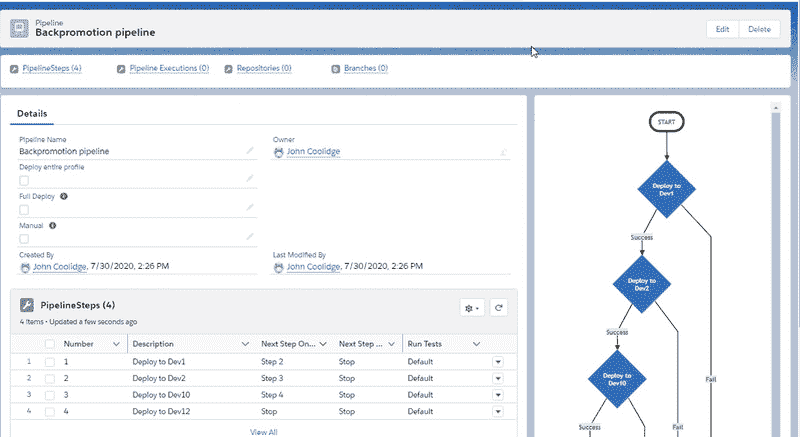 Pipeline
Backpromotion pipeline
Edit
Delete
PipelineSteps (4)
Pipeline Executions (0)
Repositories (0)
Branches (0)
Details
Pipeline Name
Backpromotion pipeline
Owner
John Coolidge
Deploy entire profile
Full Deploy
Manual
Created By
John Coolidge, 7/30/2020, 2:26 PM
Last Modified By
John Coolidge, 7/30/2020, 2:26 PM
PipelineSteps (4)
4 Items • Updated a few seconds ago
Number Description Next Step On... Next Step ... Run Tests
1 1 Deploy to Dev1 Step 2 Stop Default
2 2 Deploy to Dev2 Step 3 Stop Default
3 3 Deploy to Dev10 Step 4 Stop Default
4 4 Deploy to Dev12 Stop Stop Default
View All
START
Deploy to
Dev1
Success
Deploy to
Dev2
Success
Deploy to
Dev10
Fail
Success
Fail